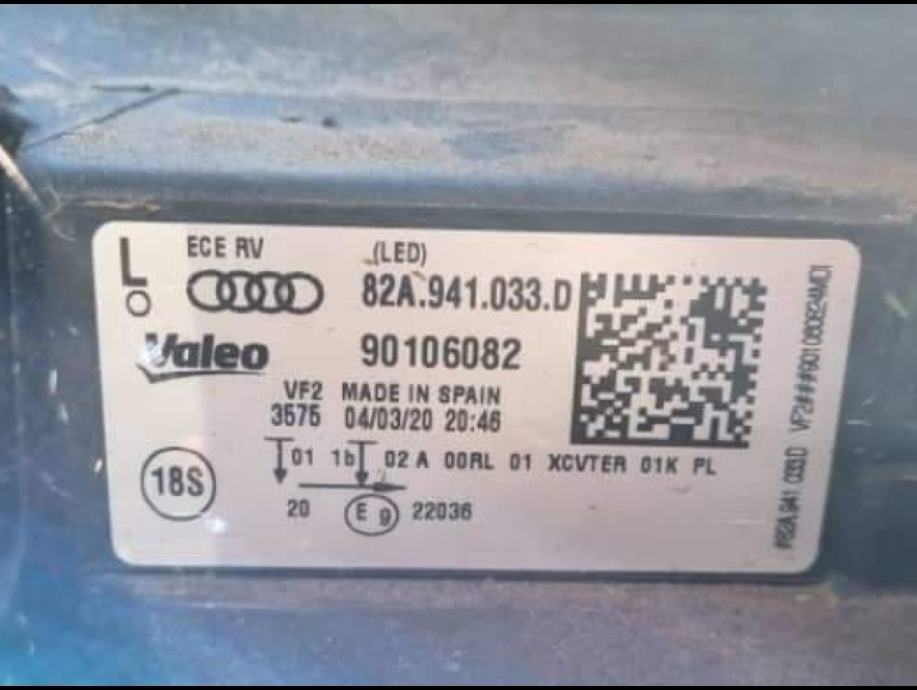 L ECE RV (LED)
82A.941.033.D
Valeo 90106082
VF2 MADE IN SPAIN
3575 04/03/20 20:46
01 1b 02 A 00RL 01 XCVTER 01K PL
18S
20 E 9 22036